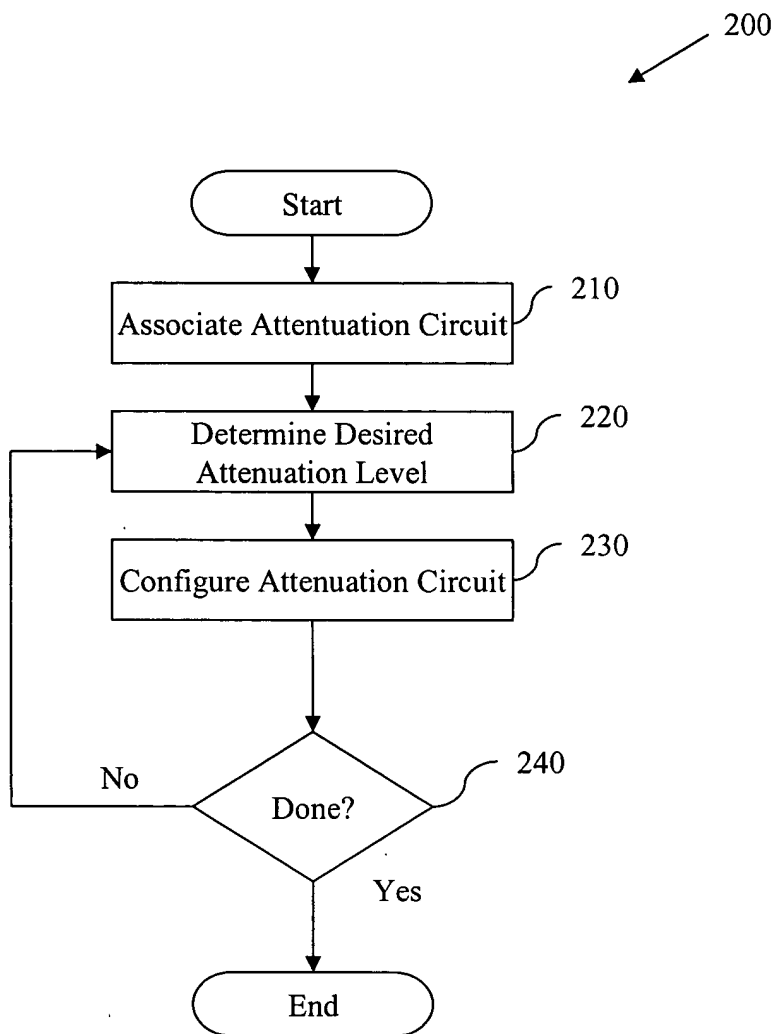 200
Start
210
Associate Attentuation Circuit
220
Determine Desired
Attenuation Level
230
Configure Attenuation Circuit
240
No
Done?
Yes
End